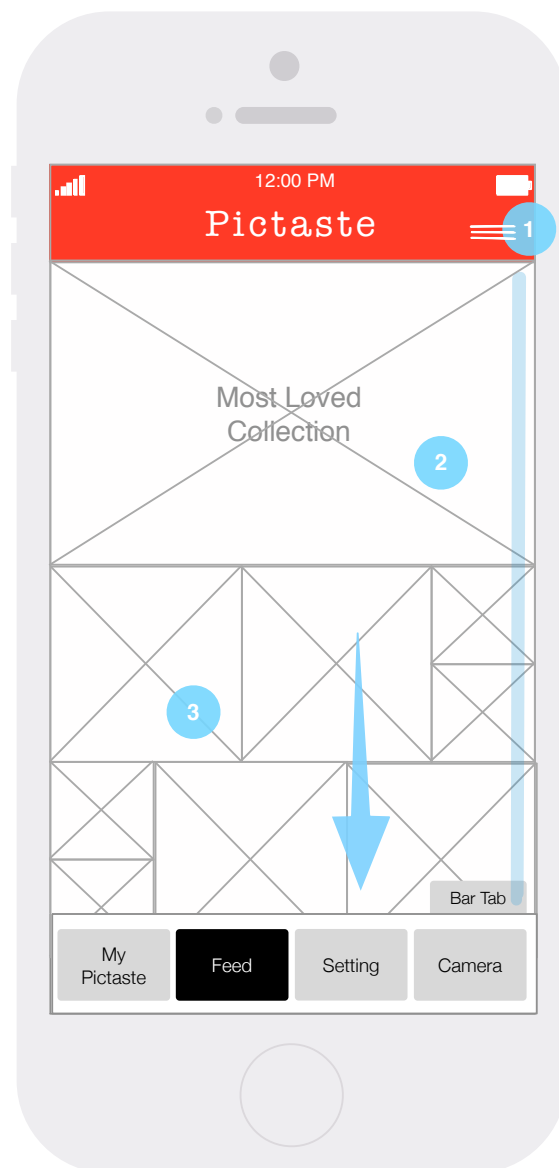 12:00 PM
Pictaste
1
Most Loved
Collection
2
3
Bar Tab
My
Pictaste
Feed
Setting
Camera